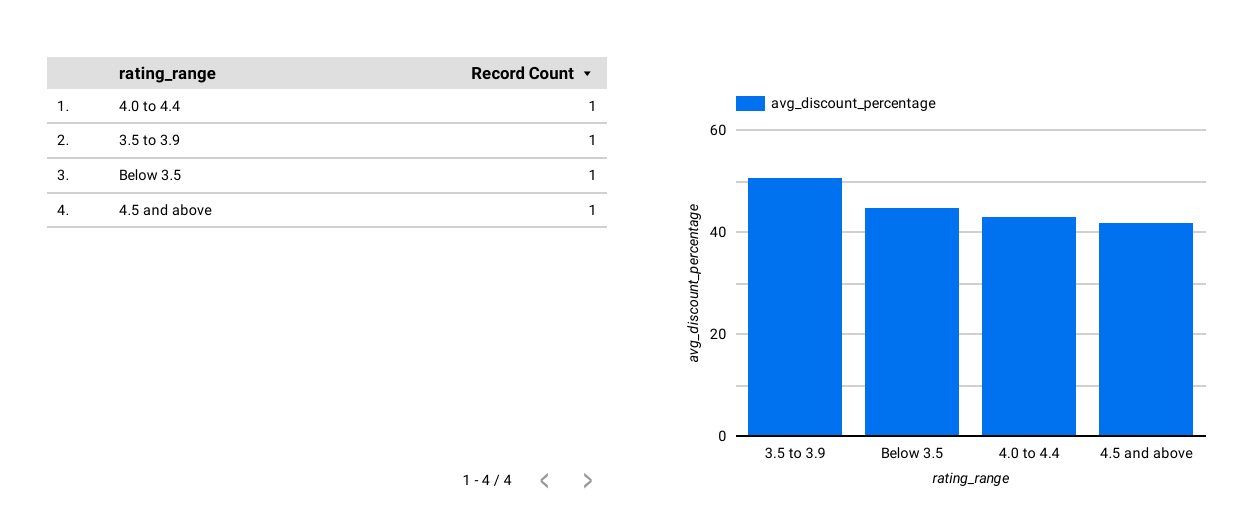 rating_range Record Count
1. 4.0 to 4.4 1
2. 3.5 to 3.9 1
3. Below 3.5 1
4. 4.5 and above 1
1 - 4 / 4
avg_discount_percentage
60
40
20
0
avg_discount_percentage
3.5 to 3.9 Below 3.5 4.0 to 4.4 4.5 and above
rating_range